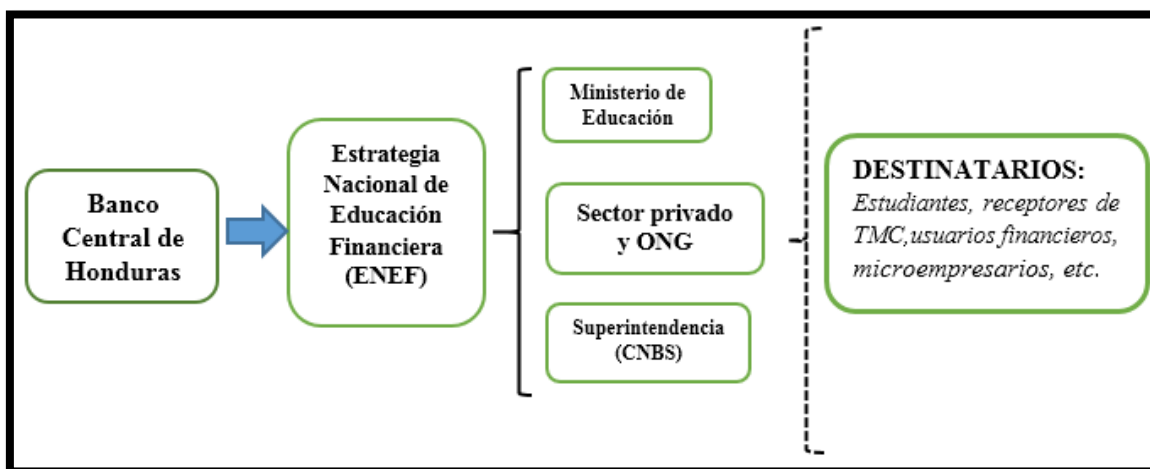 Banco
Central de
Honduras
Estrategia
Nacional de
Educación
Financiera
(ENEF)
Ministerio de
Educación
Sector privado
y ONG
Superintendencia
(CNBS)
DESTINATARIOS:
Estudiantes, receptores de
TMC,usuarios financieros,
microempresarios, etc.